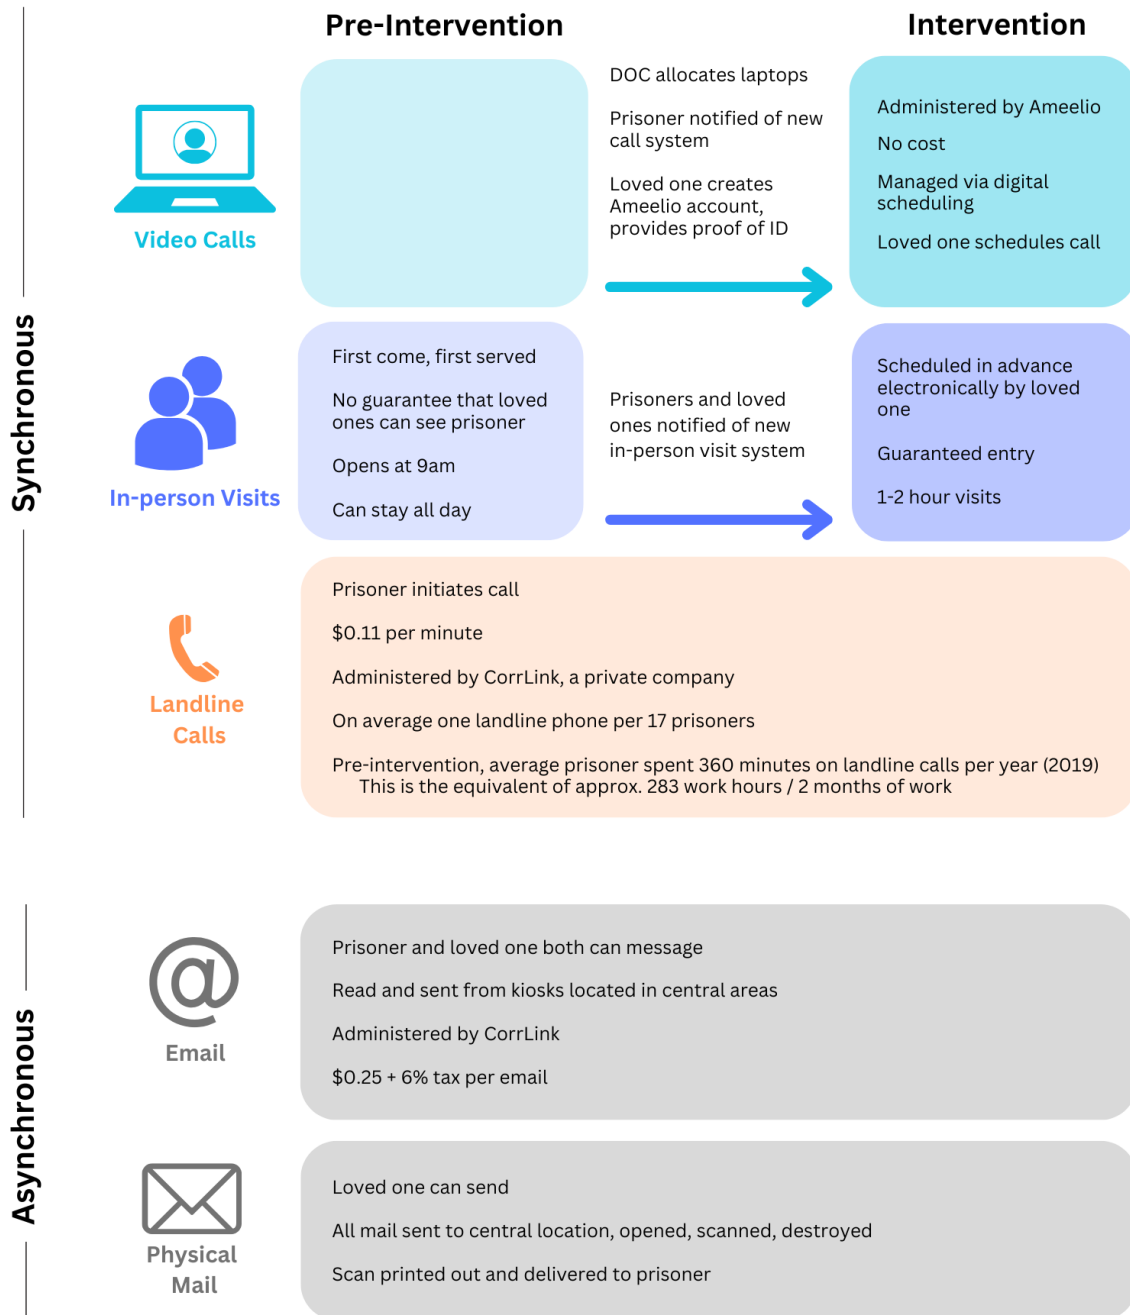 Pre-Intervention
Intervention
Synchronous
Video Calls
DOC allocates laptops
Prisoner notified of new
call system
Loved one creates
Ameelio account,
provides proof of ID
Administered by Ameelio
No cost
Managed via digital
scheduling
Loved one schedules call
In-person Visits
First come, first served
No guarantee that loved
ones can see prisoner
Opens at 9am
Can stay all day
Prisoners and loved
ones notified of new
in-person visit system
Scheduled in advance
electronically by loved
one
Guaranteed entry
1-2 hour visits
Landline
Calls
Prisoner initiates call
$0.11 per minute
Administered by CorrLink, a private company
On average one landline phone per 17 prisoners
Pre-intervention, average prisoner spent 360 minutes on landline calls per year (2019)
This is the equivalent of approx. 283 work hours / 2 months of work
Asynchronous
@
Email
Prisoner and loved one both can message
Read and sent from kiosks located in central areas
Administered by CorrLink
$0.25 + 6% tax per email
Physical
Mail
Loved one can send
All mail sent to central location, opened, scanned, destroyed
Scan printed out and delivered to prisoner